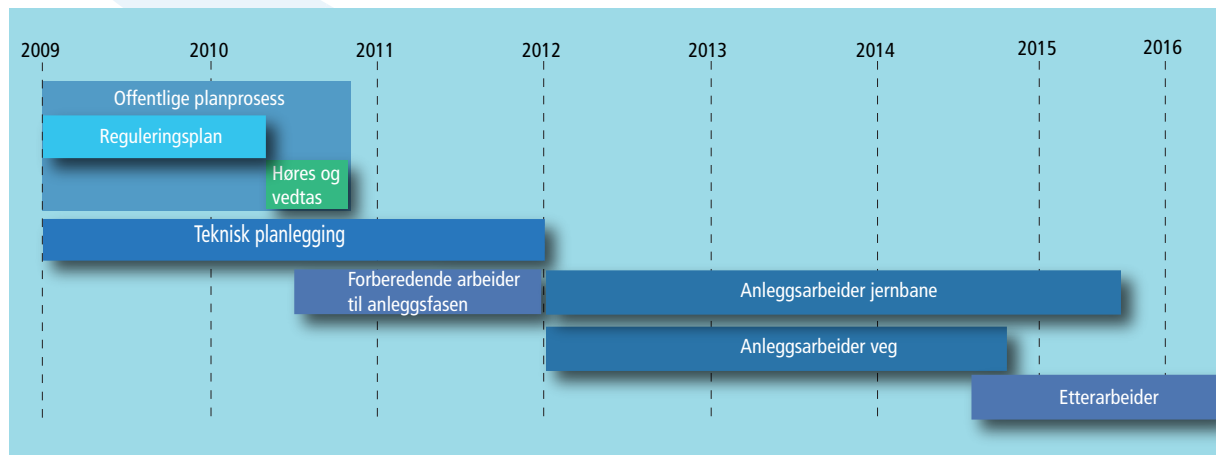 2009 2010 2011 2012 2013 2014 2015 2016
Offentlige planprosess
Reguleringsplan
Høres og
vedtas
Teknisk planlegging
Forberedende arbeider
til anleggsfasen
Anleggsarbeider jernbane
Anleggsarbeider veg
Etterarbeider